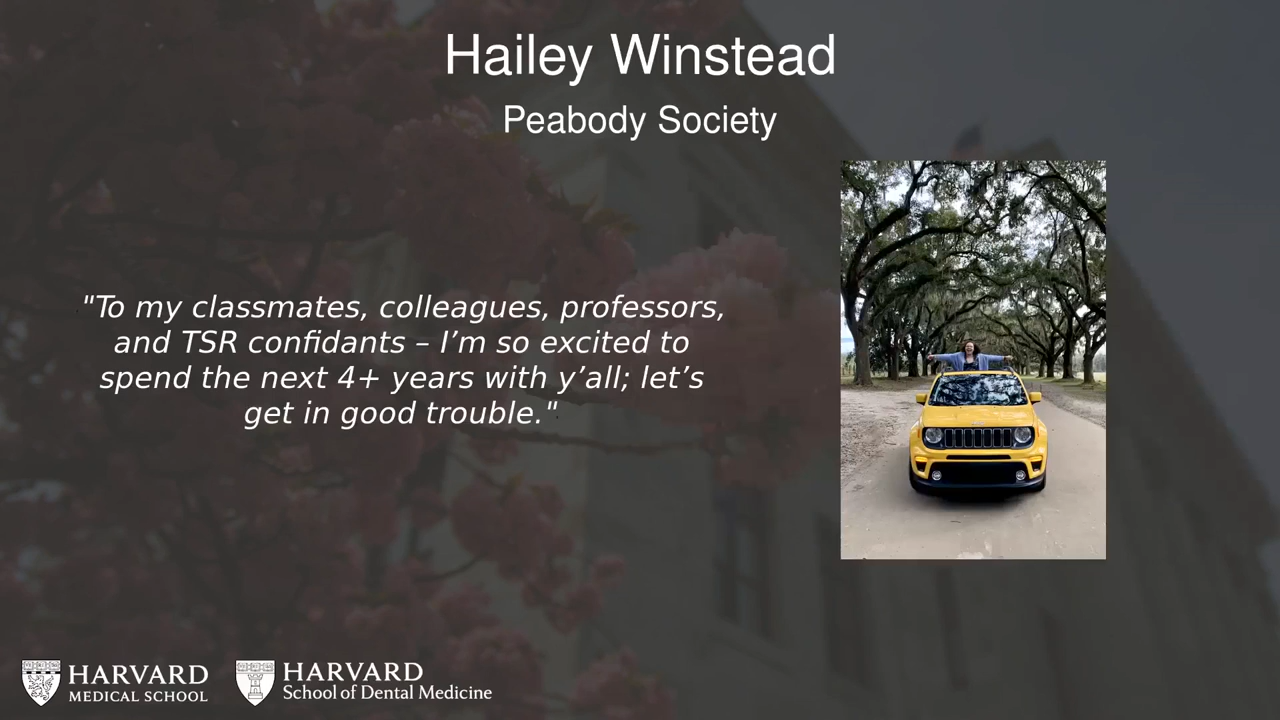 Hailey Winstead
Peabody Society
"To my classmates, colleagues, professors,
and TSR confidants – I’m so excited to
spend the next 4+ years with y’all; let’s
get in good trouble."
HARVARD
MEDICAL SCHOOL
HARVARD
School of Dental Medicine